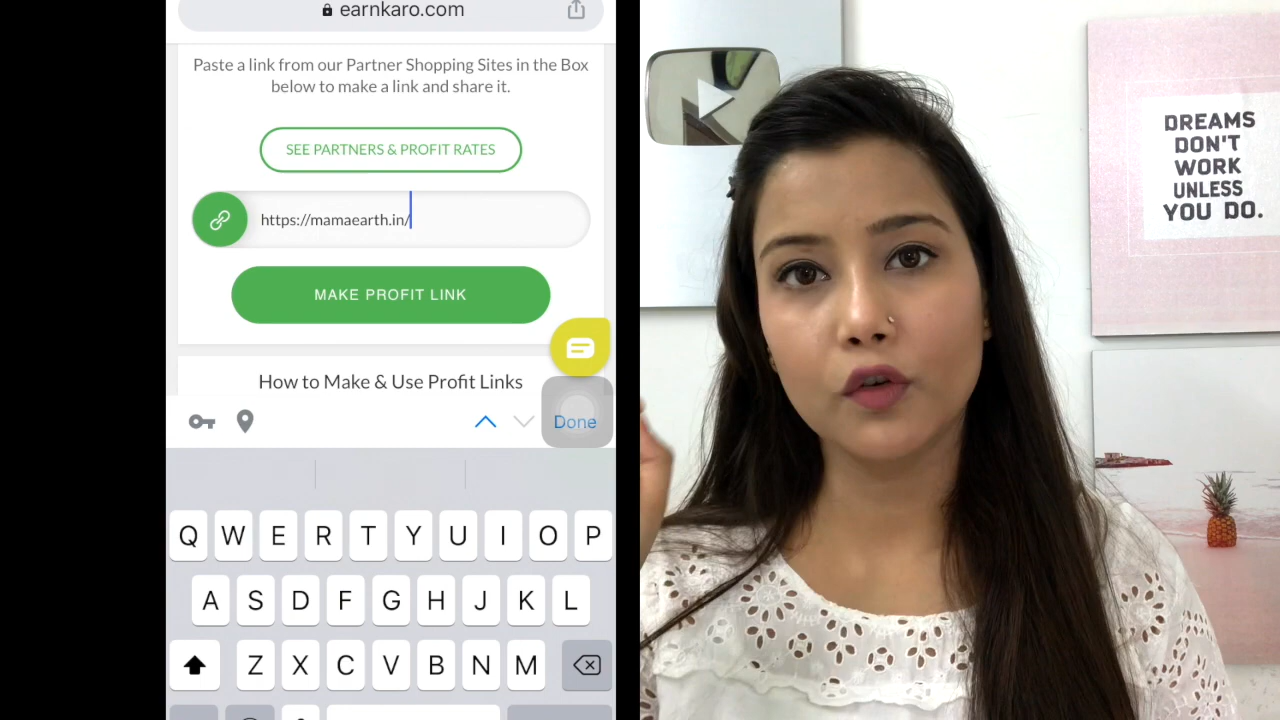 earnkaro.com
Paste a link from our Partner Shopping Sites in the Box
below to make a link and share it.
SEE PARTNERS & PROFIT RATES
https://mamaearth.in/
MAKE PROFIT LINK
How to Make & Use Profit Links
Done
Q W E R T Y U I O P
A S D F G H J K L
Z X C V B N M
DREAMS
DON'T
WORK
UNLESS
YOU DO.